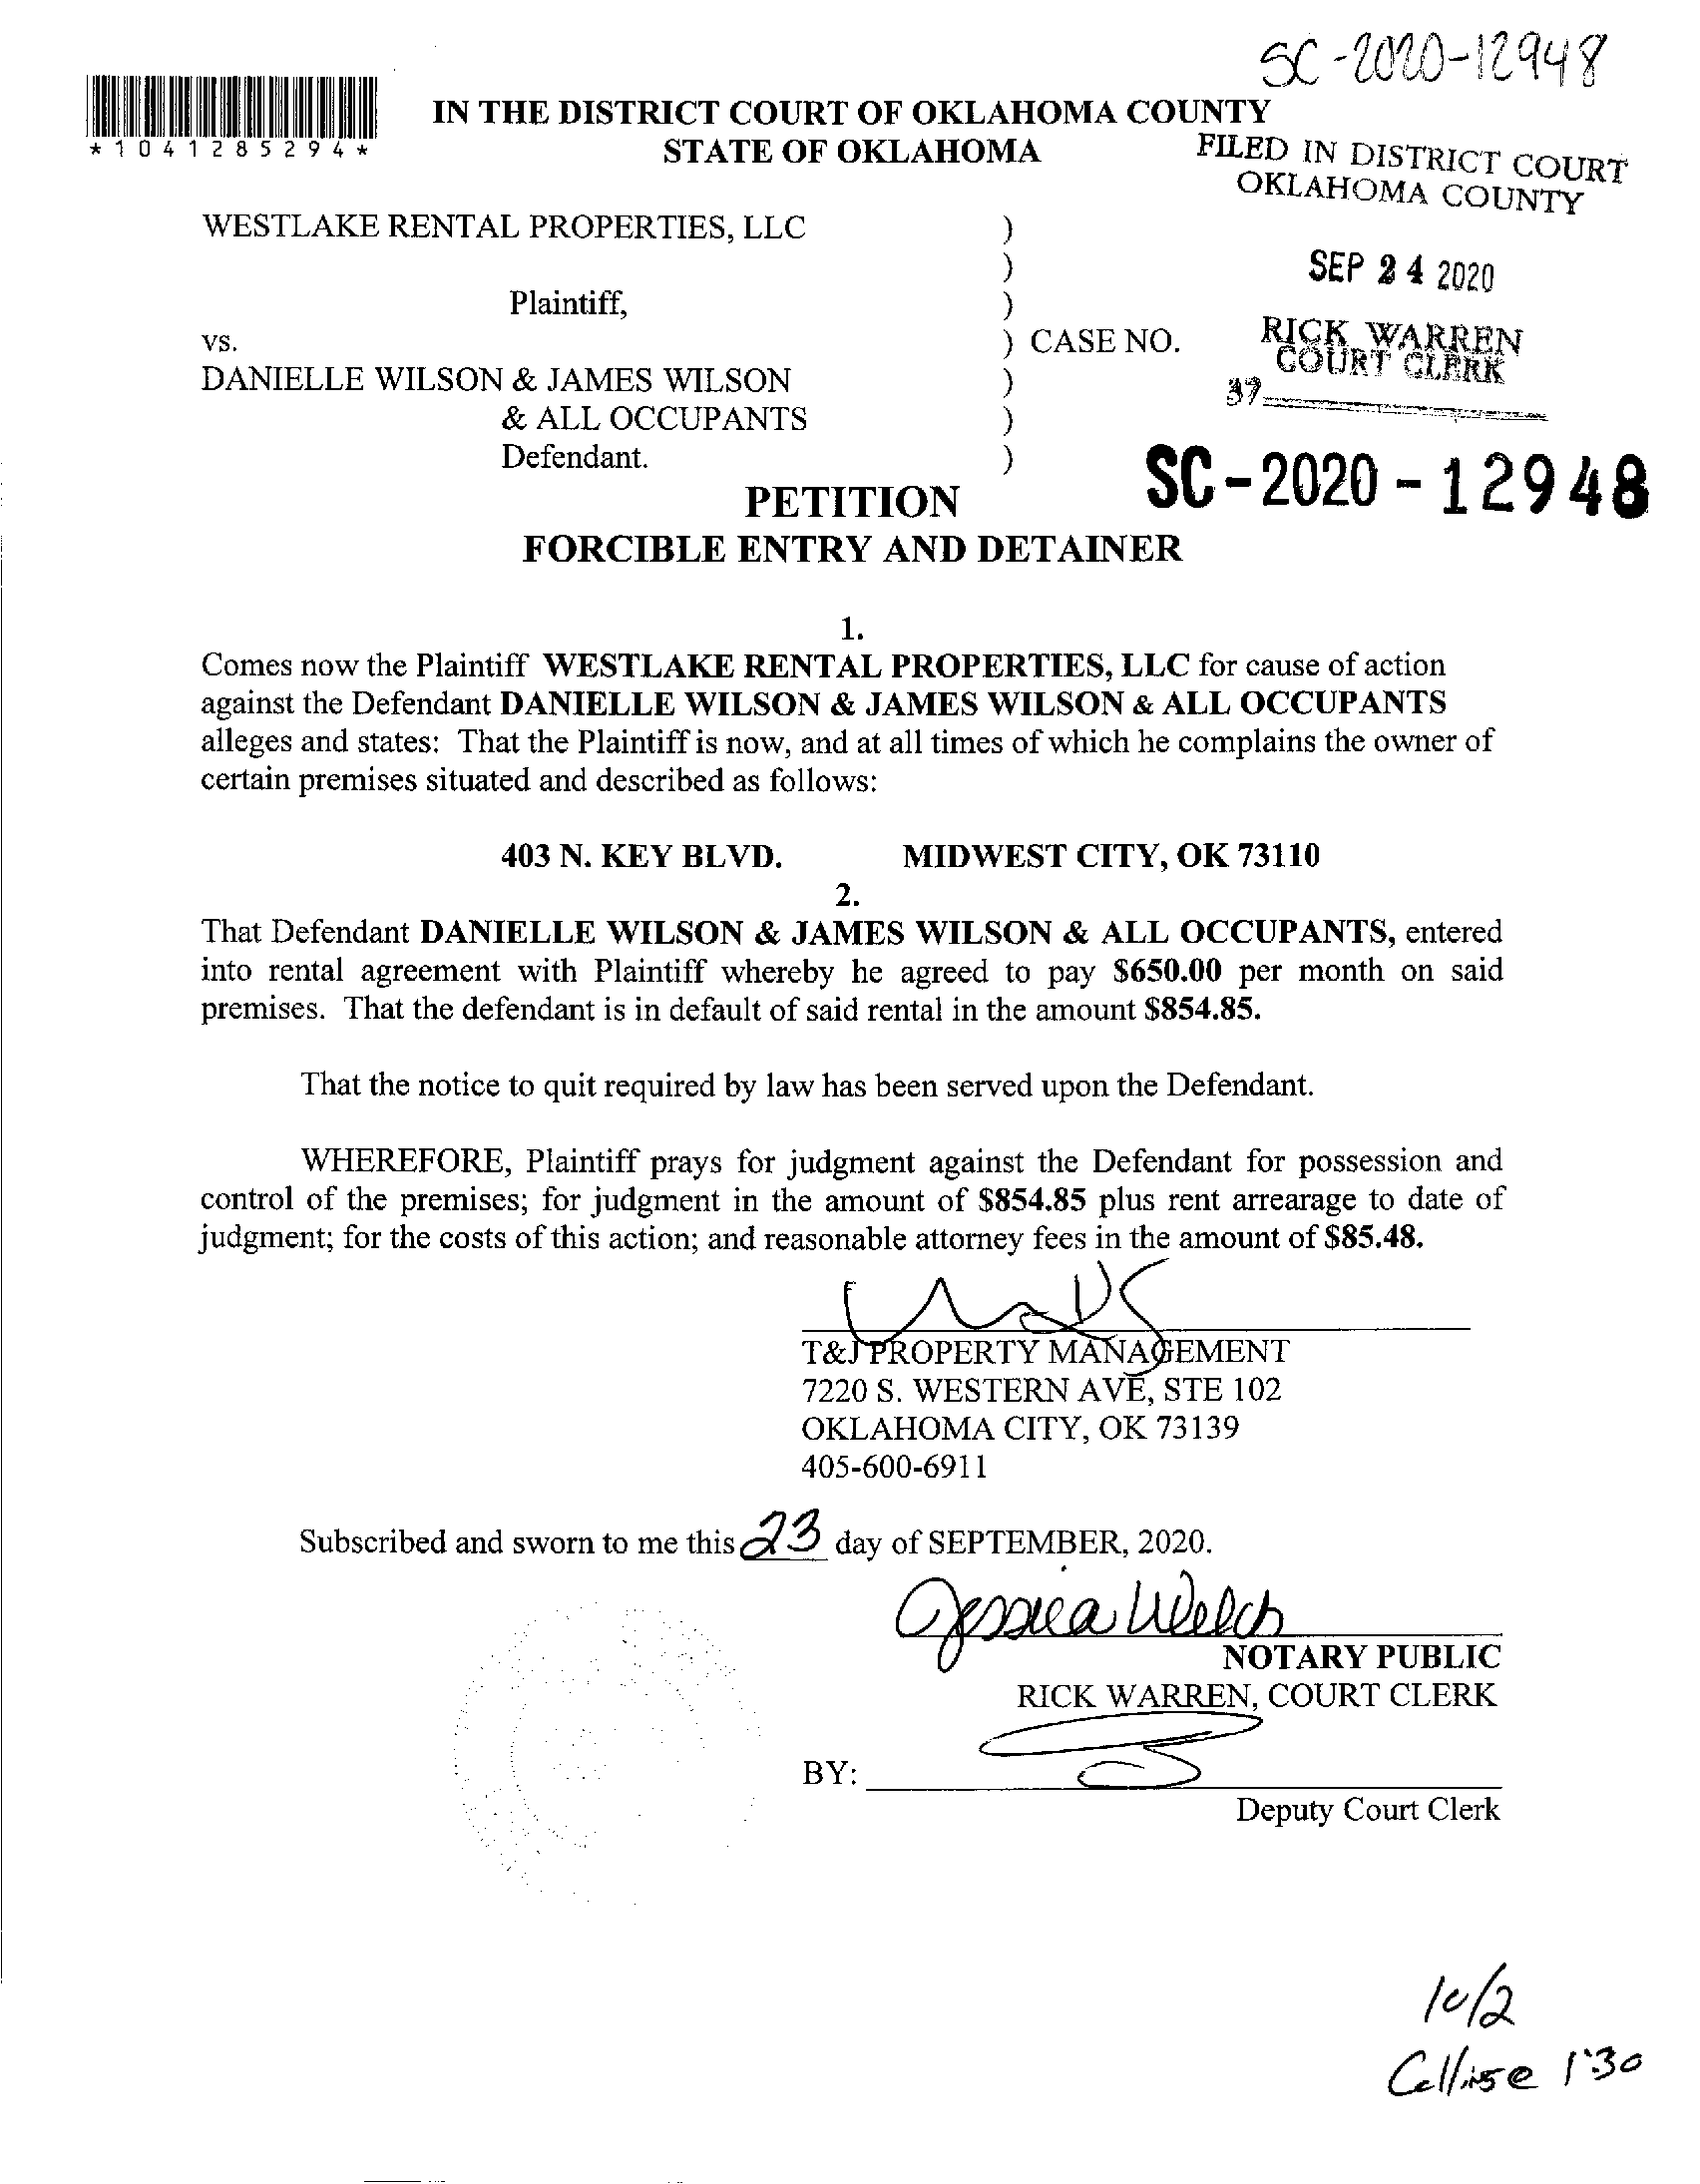 SC-2020-12948
*1041285294*
IN THE DISTRICT COURT OF OKLAHOMA COUNTY
STATE OF OKLAHOMA
FILED IN DISTRICT COURT
OKLAHOMA COUNTY
WESTLAKE RENTAL PROPERTIES, LLC )
)
SEP 24 2020
Plaintiff, )
vs. ) CASE NO.
RICK WARREN
COURT CLERK
DANIELLE WILSON & JAMES WILSON )
37
& ALL OCCUPANTS )
Defendant. )
SC-2020-12948
PETITION
FORCIBLE ENTRY AND DETAINER
1.
Comes now the Plaintiff WESTLAKE RENTAL PROPERTIES, LLC for cause of action
against the Defendant DANIELLE WILSON & JAMES WILSON & ALL OCCUPANTS
alleges and states: That the Plaintiff is now, and at all times of which he complains the owner of
certain premises situated and described as follows:
403 N. KEY BLVD. MIDWEST CITY, OK 73110
2.
That Defendant DANIELLE WILSON & JAMES WILSON & ALL OCCUPANTS, entered
into rental agreement with Plaintiff whereby he agreed to pay $650.00 per month on said
premises. That the defendant is in default of said rental in the amount $854.85.
That the notice to quit required by law has been served upon the Defendant.
WHEREFORE, Plaintiff prays for judgment against the Defendant for possession and
control of the premises; for judgment in the amount of $854.85 plus rent arrearage to date of
judgment; for the costs of this action; and reasonable attorney fees in the amount of $85.48.
T&J PROPERTY MANAGEMENT
7220 S. WESTERN AVE, STE 102
OKLAHOMA CITY, OK 73139
405-600-6911
Subscribed and sworn to me this 23 day of SEPTEMBER, 2020.
Jessica Welch
NOTARY PUBLIC
RICK WARREN, COURT CLERK
BY:
Deputy Court Clerk
10/2
1:30